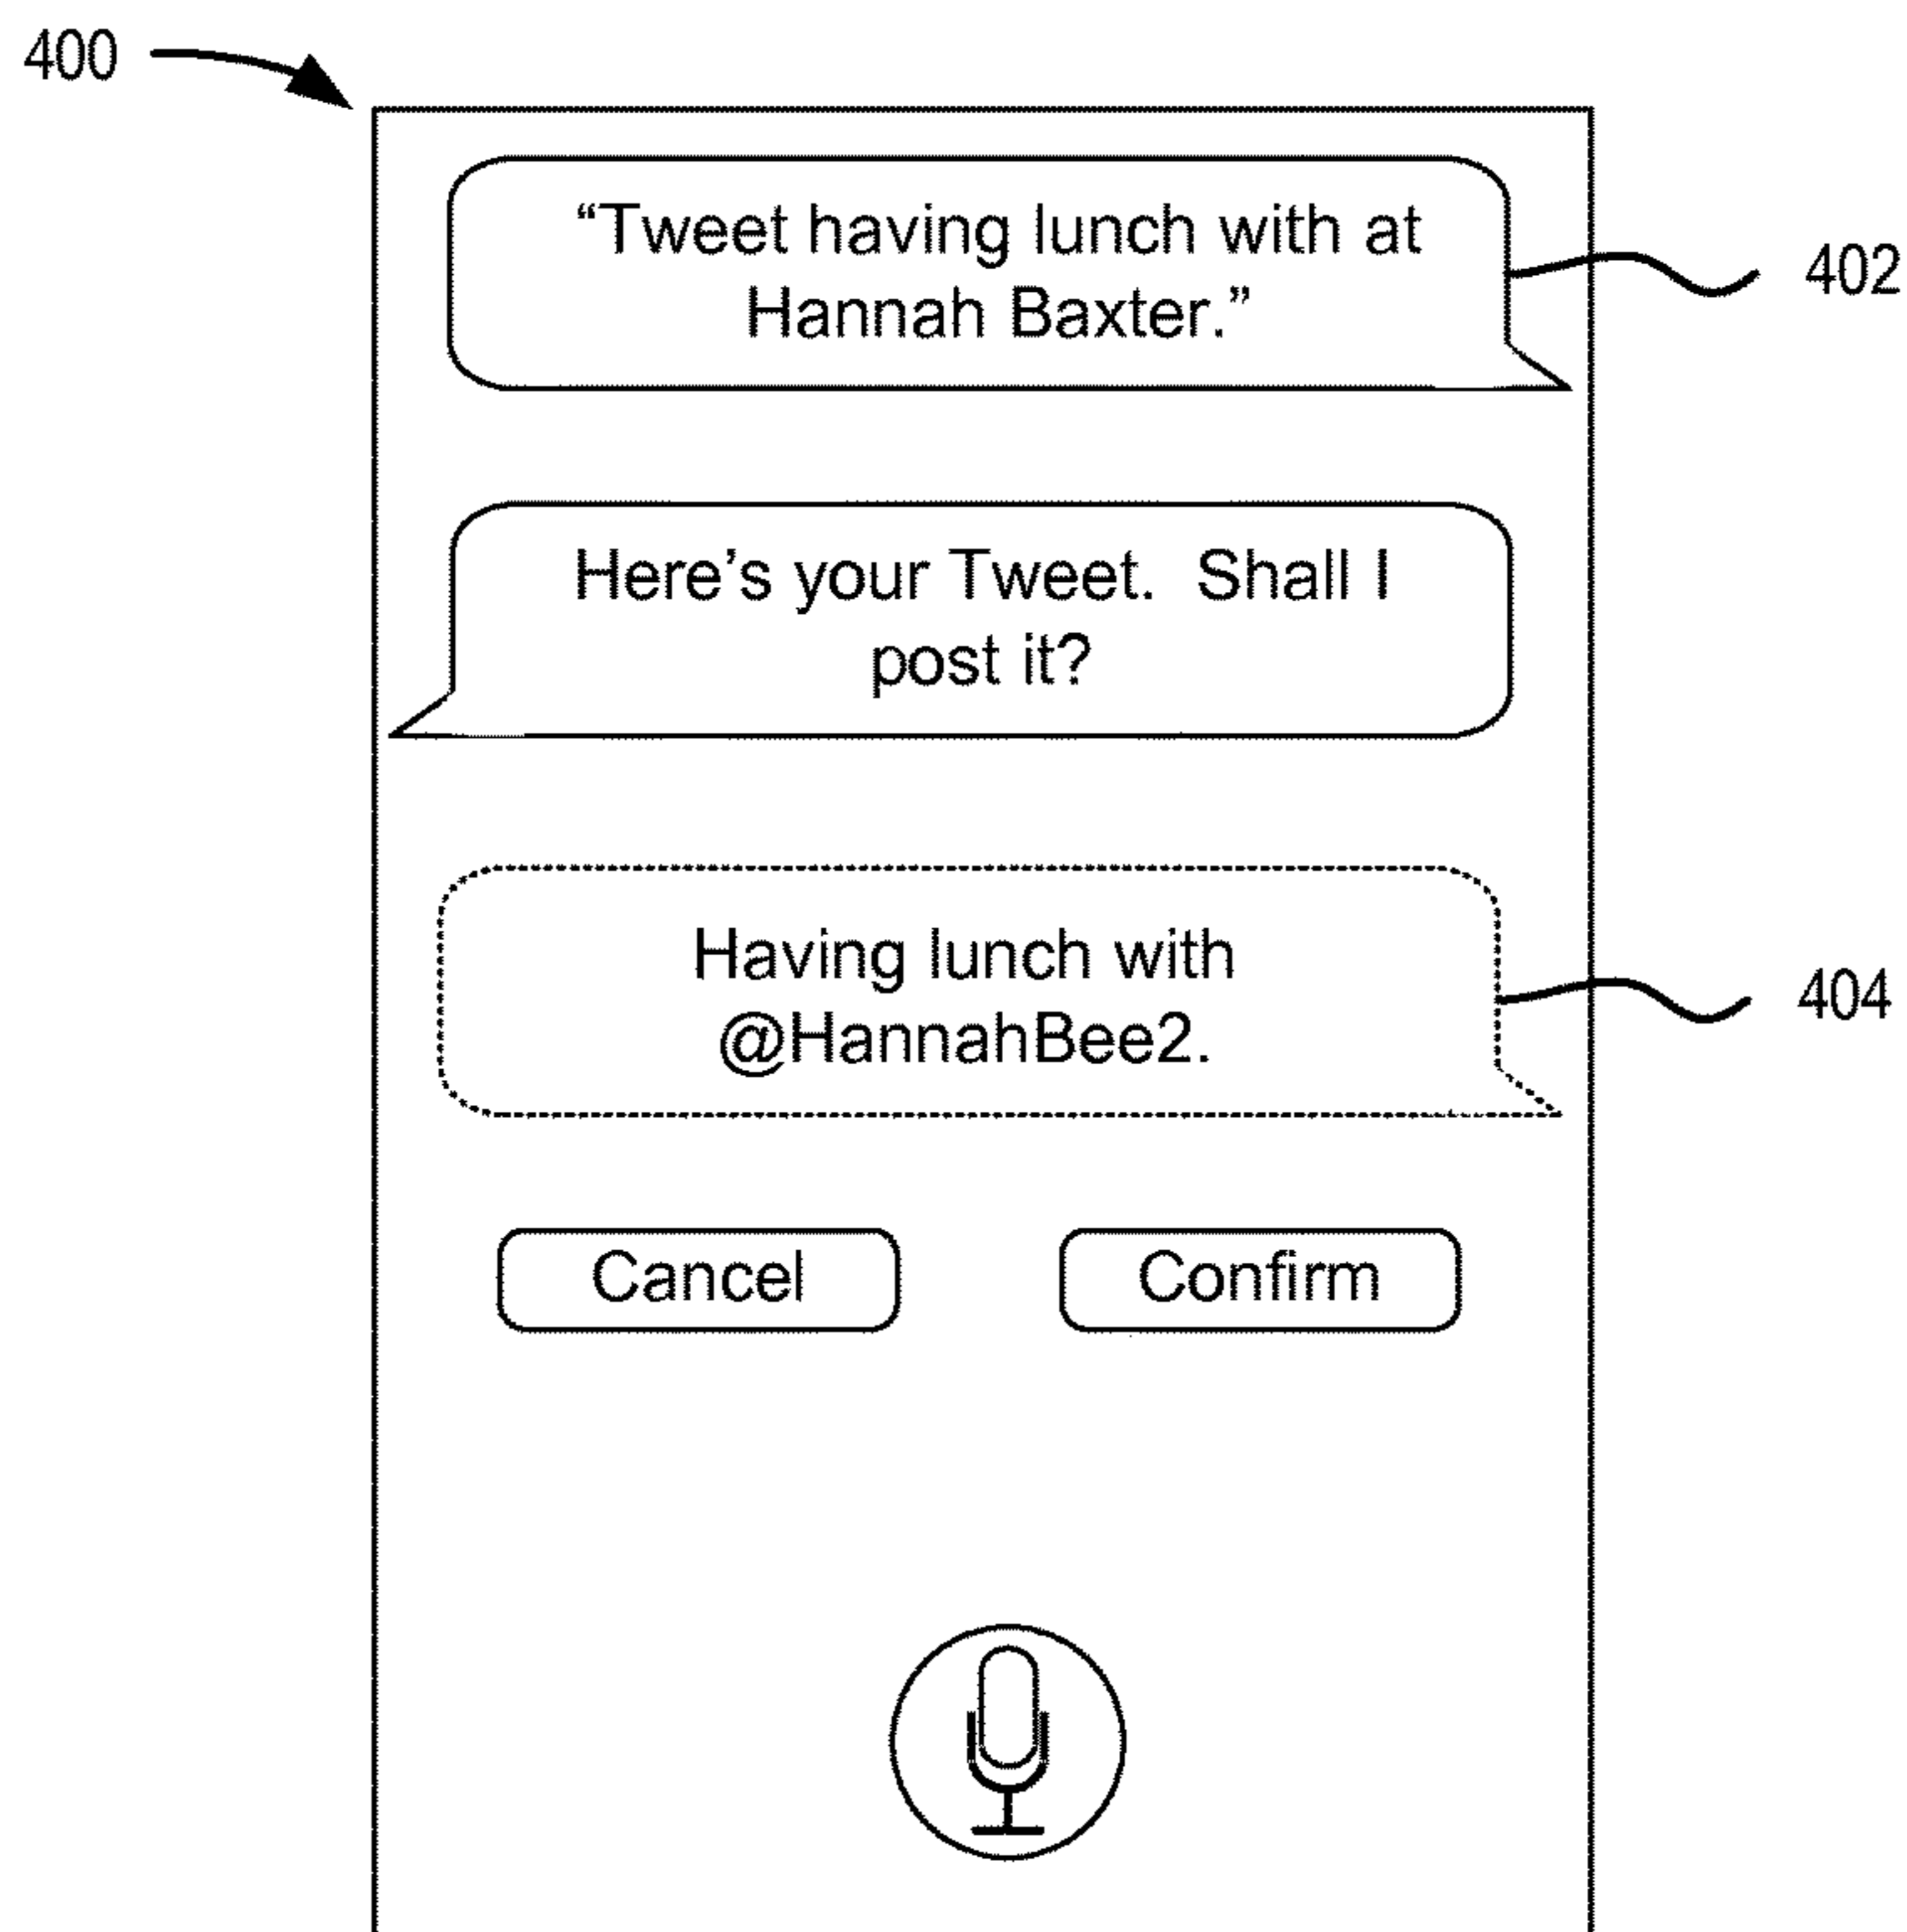 400
“Tweet having lunch with at
Hannah Baxter.”
402
Here’s your Tweet.  Shall I
post it?
Having lunch with
@HannahBee2.
404
Cancel
Confirm